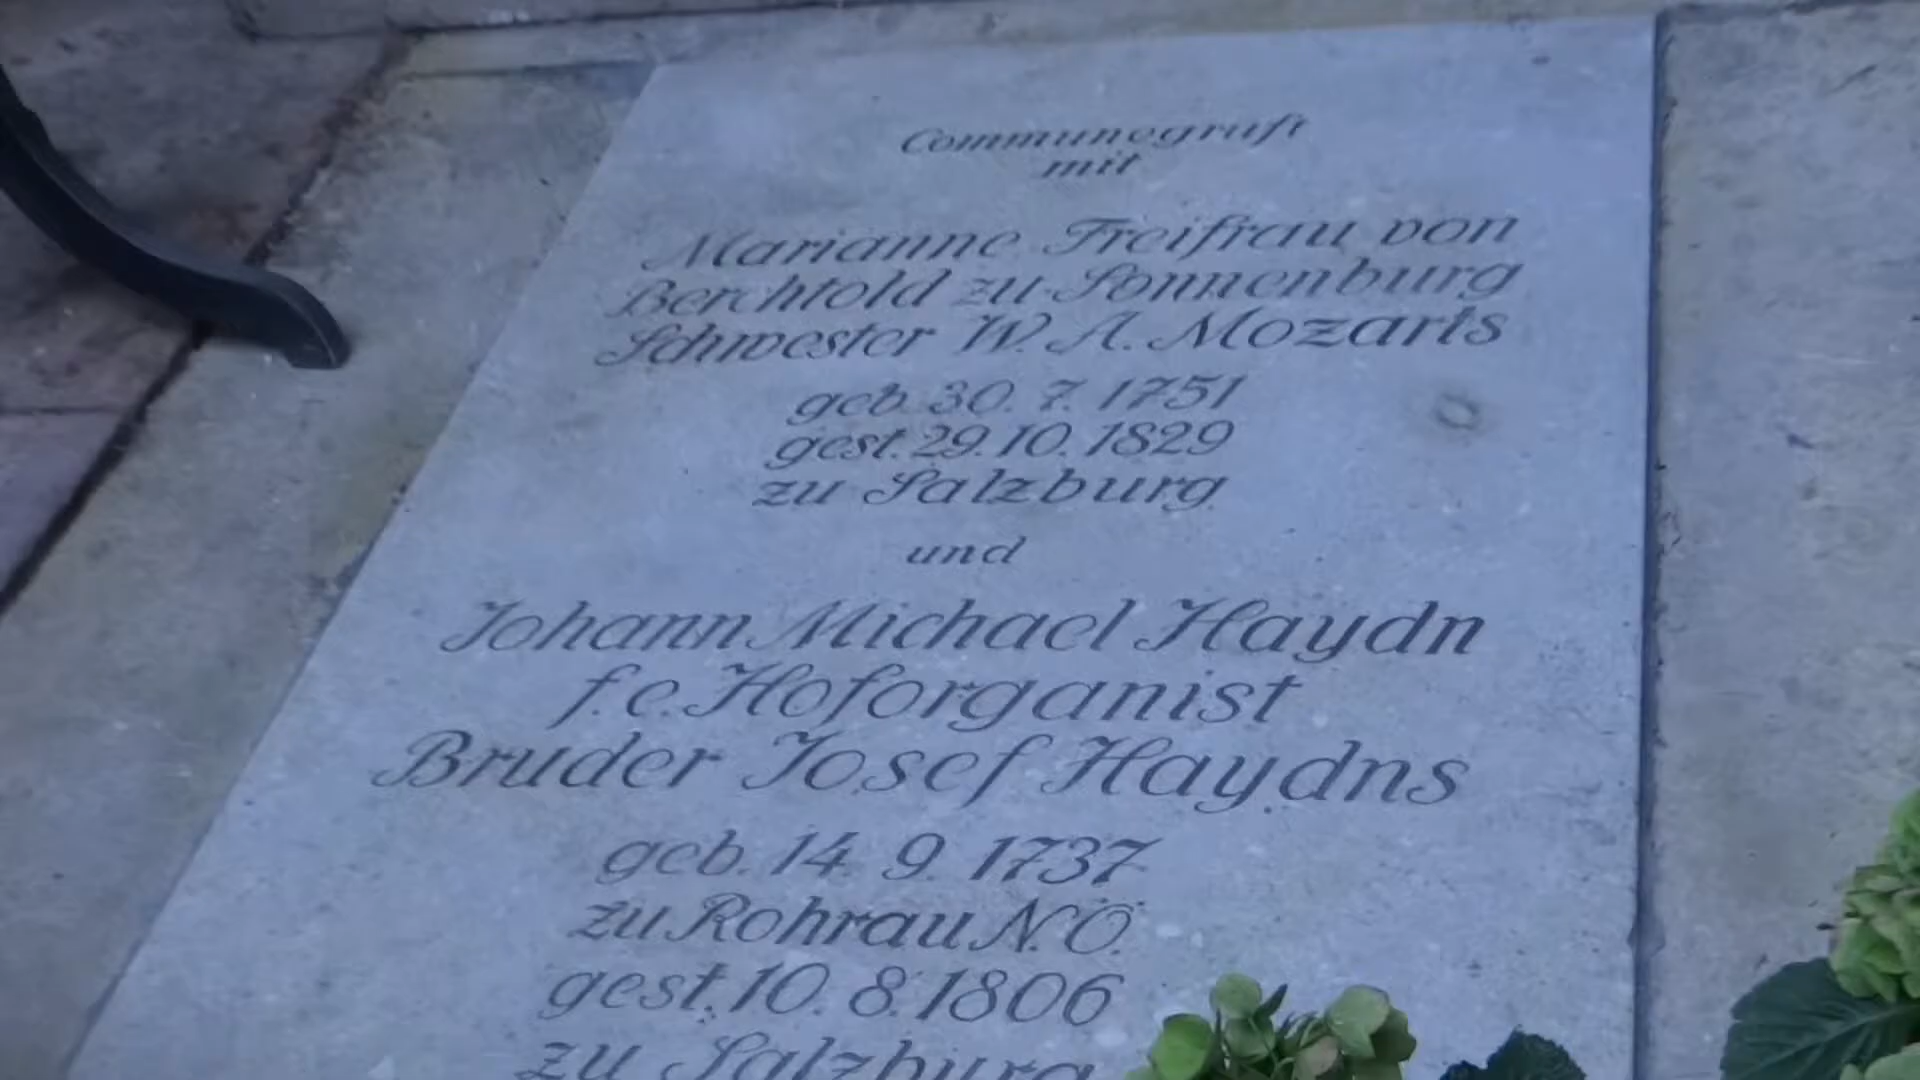 Communegruft
mit
Marianne Freifrau von
Berchtold zu Sonnenburg
Schwester W. A. Mozarts
geb. 30. 7. 1751
gest. 29. 10. 1829
zu Salzburg
und
Johann Michael Haydn
f. e. Hoforganist
Bruder Josef Haydns
geb. 14. 9. 1737
zu Rohrau N.Ö.
gest. 10. 8. 1806
zu Salzburg